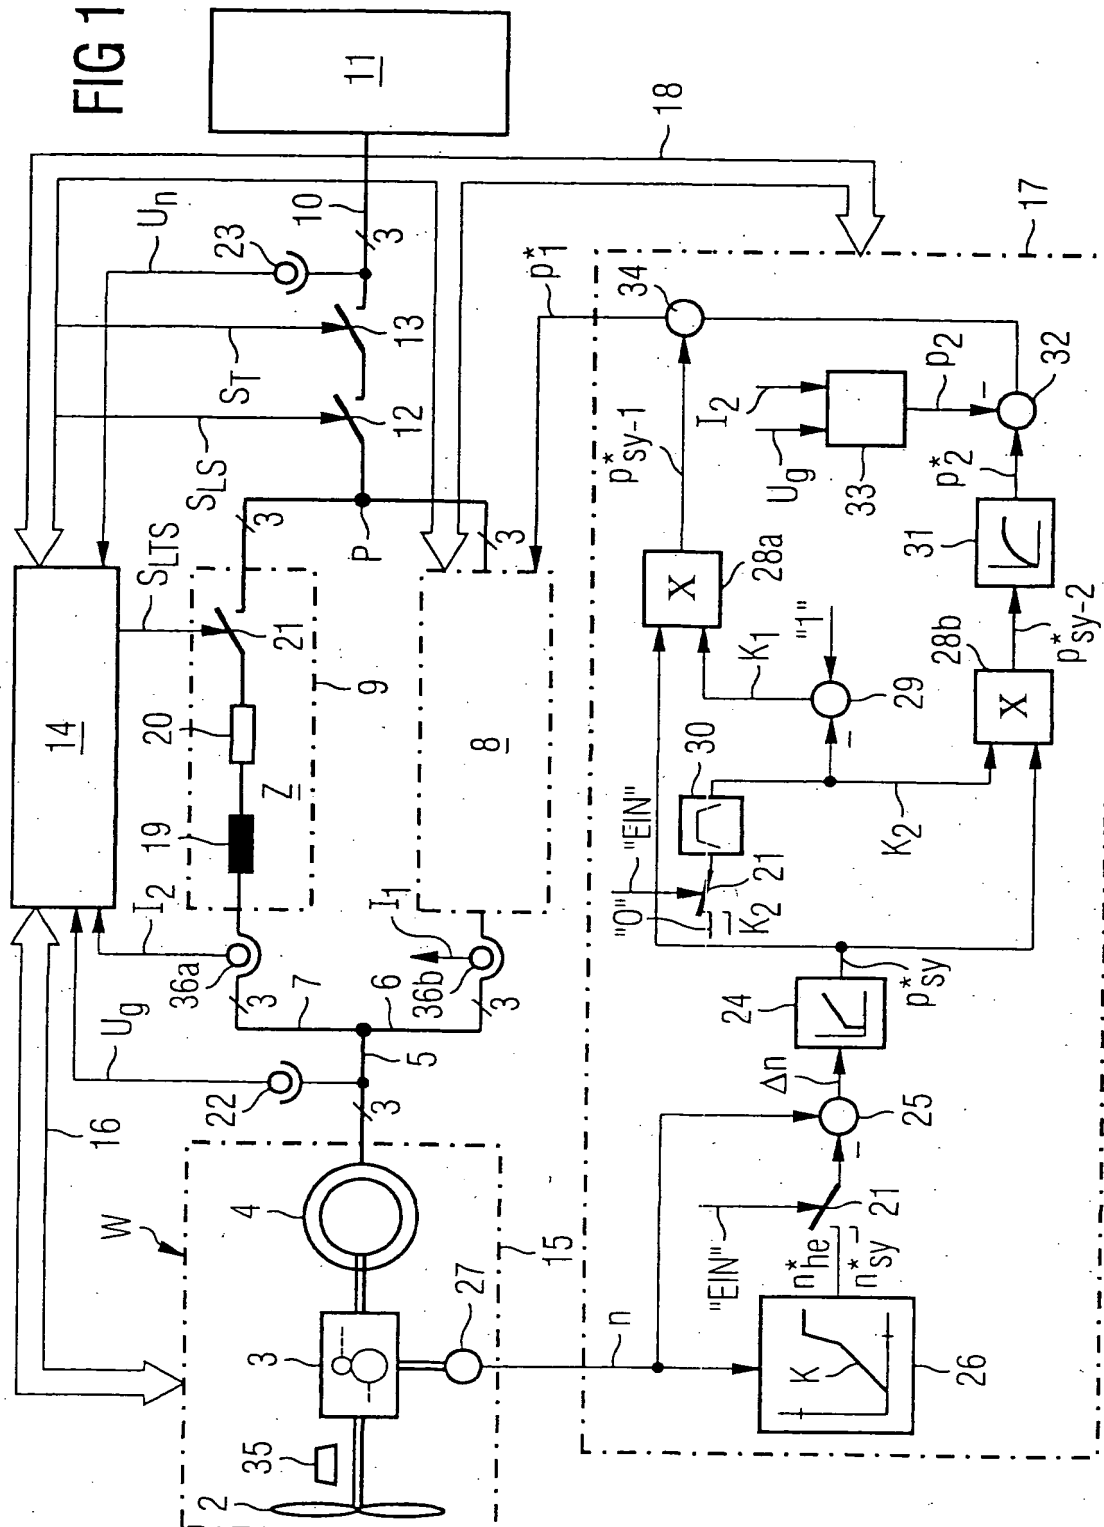 FIG 1
W
16
14
18
2
35
3
4
22
Ug
I2
SLTS
SLS
ST
Un
23
36a
19
20
21
Z
9
7
3
3
5
6
3
P
12
13
10
3
11
15
27
36b
I1
8
3
3
n
"EIN"
"O"
"EIN"
p*1
17
K
26
n*he
n*sy
21
25
Δn
24
p*sy
K2
21
30
K2
K1
29
"1"
X
28a
p*sy-1
34
Ug
I2
33
p2
X
28b
p*sy-2
31
p*2
32